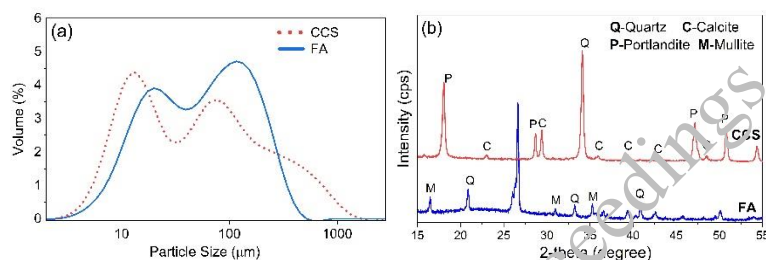 (a)
CCS
FA
6
5
4
3
2
1
0
Volume (%)
10 100 1000
Particle Size (μm)
(b)
Q-Quartz C-Calcite
P-Portlandite M-Mullite
Intensity (cps)
P C P C Q C C C P C P
CCS
M Q M Q M Q
FA
15 20 25 30 35 40 45 50 55
2-theta (degree)
eedings